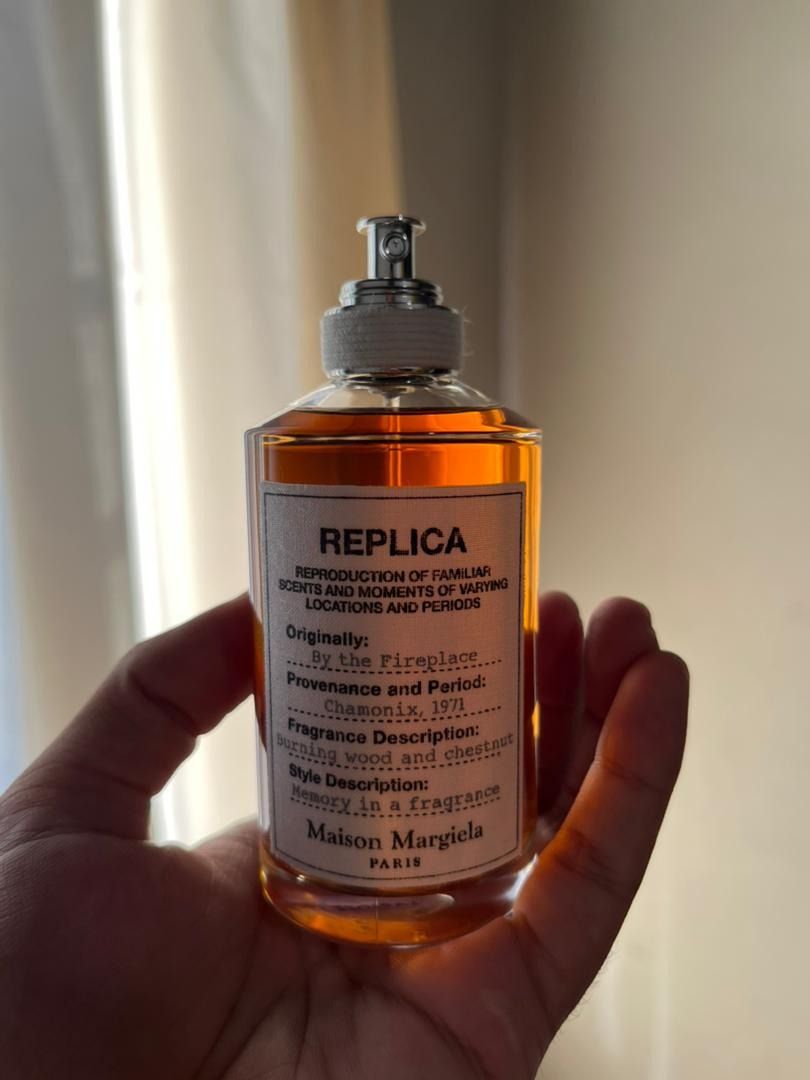 REPLICA
REPRODUCTION OF FAMILIAR
SCENTS AND MOMENTS OF VARYING
LOCATIONS AND PERIODS
Originally:
By the Fireplace
Provenance and Period:
Chamonix, 1971
Fragrance Description:
Burning wood and chestnut
Style Description:
Memory in a fragrance
Maison Margiela
PARIS